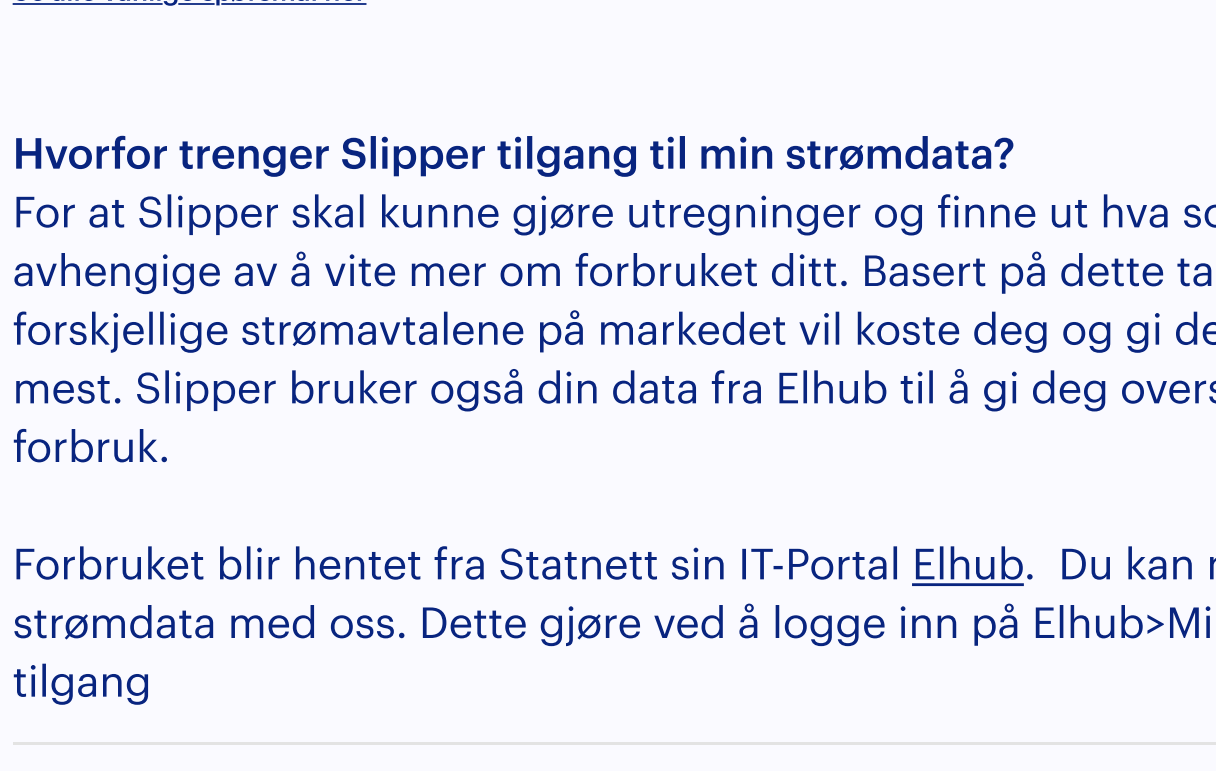 Hvorfor trenger Slipper tilgang til min strømdata?
For at Slipper skal kunne gjøre utregninger og finne ut hva
avhengige av å vite mer om forbruket ditt. Basert på dette
forskjellige strømavtalene på markedet vil koste deg og gi
mest. Slipper bruker også din data fra Elhub til å gi deg
forbruk.
Forbruket blir hentet fra Statnett sin IT-Portal Elhub. Du kan
strømdata med oss. Dette gjøre ved å logge inn på Elhub>Mi
tilgang